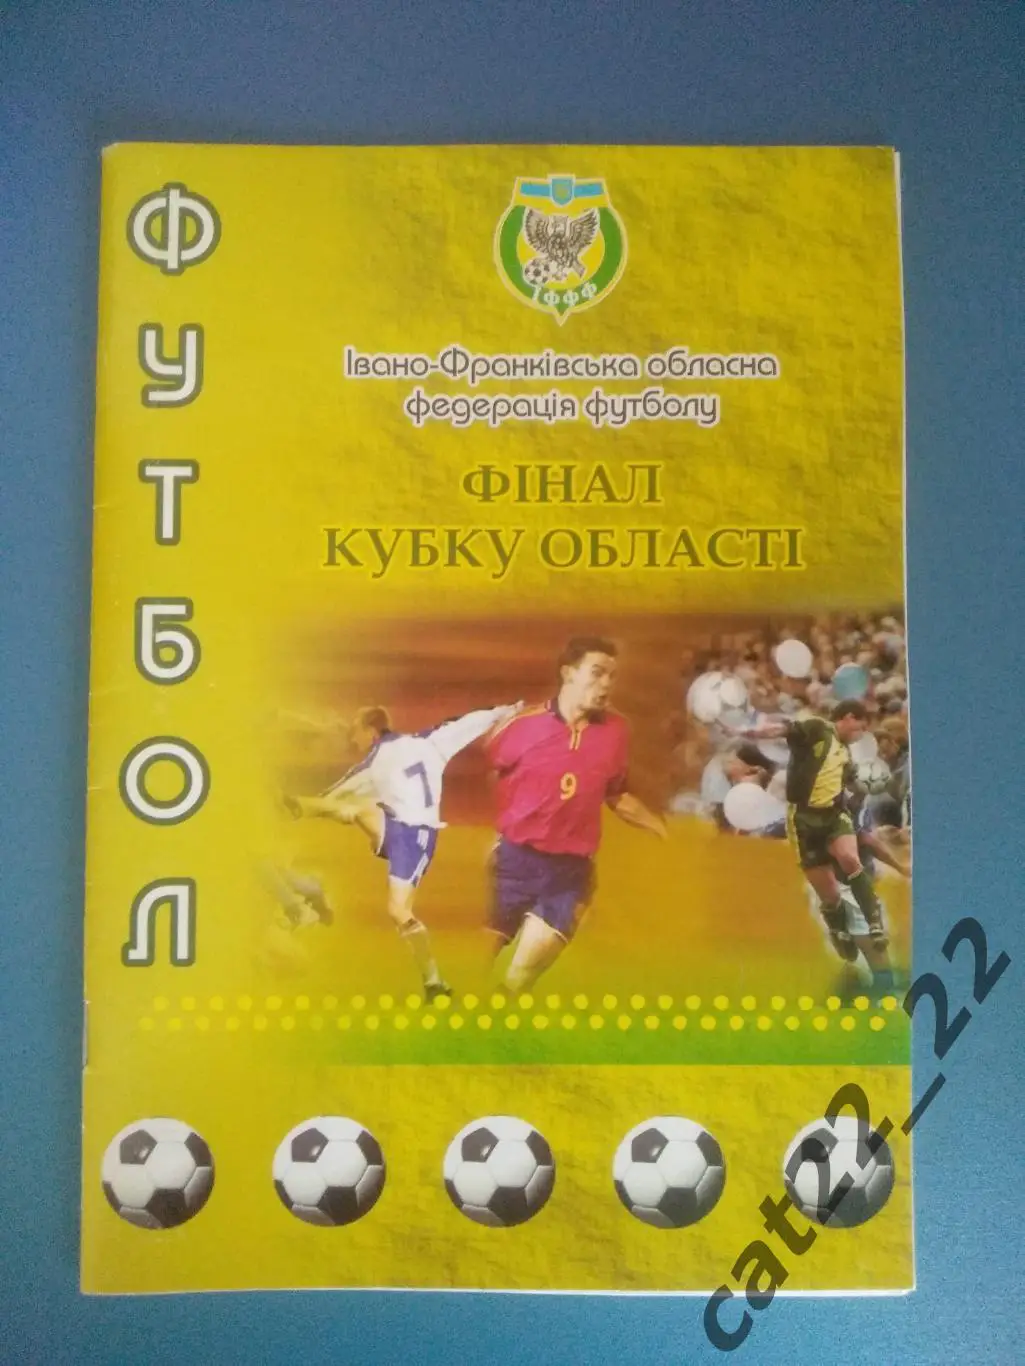 ФУТБОЛ
ІФФФ
Івано-Франківська обласна
федерація футболу
ФІНАЛ
КУБКУ ОБЛАСТІ
7
9
cat22_22